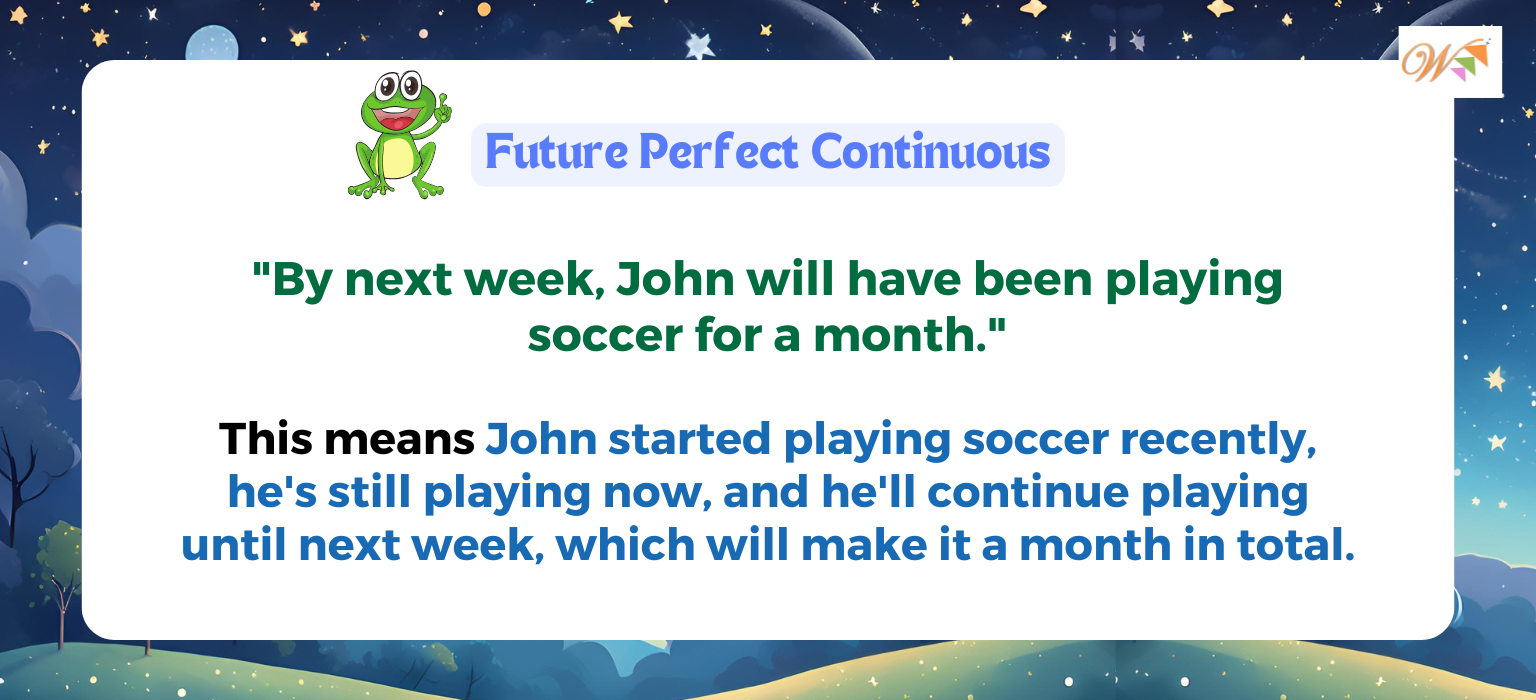 W
Future Perfect Continuous
"By next week, John will have been playing
soccer for a month."
This means John started playing soccer recently,
he's still playing now, and he'll continue playing
until next week, which will make it a month in total.